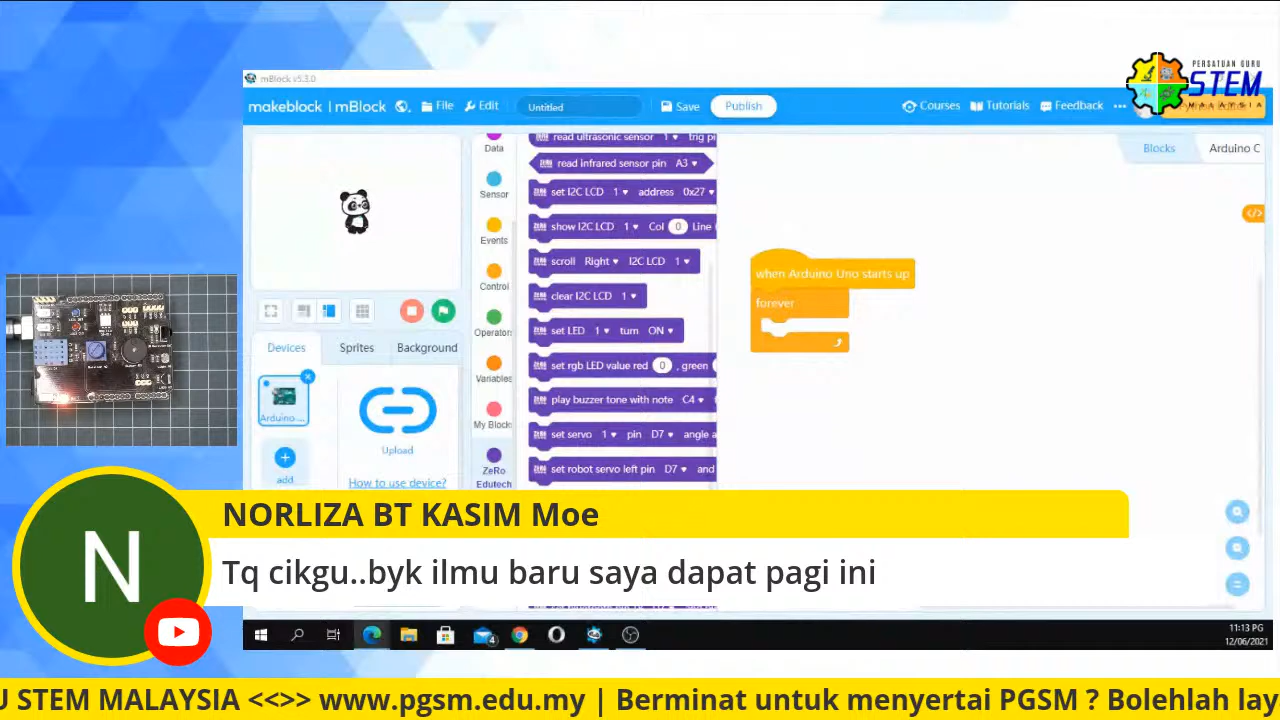 mBlock v5.3.0
PERSATUAN GURU
STEM
MALAYSIA
makeblock | mBlock
File
Edit
Untitled
Save
Publish
Courses
Tutorials
Feedback
Data
Sensor
Events
Control
Operators
Variables
My Blocks
ZeRo
Edutech
read ultrasonic sensor 1 trig pi
read infrared sensor pin A3
set I2C LCD 1 address 0x27
show I2C LCD 1 Col 0 Line
scroll Right I2C LCD 1
clear I2C LCD 1
set LED 1 turn ON
set rgb LED value red 0 , green
play buzzer tone with note C4
set servo 1 pin D7 angle a
set robot servo left pin D7 and
Blocks
Arduino C
when Arduino Uno starts up
forever
Devices
Sprites
Background
Arduino ...
add
Upload
How to use device?
N
NORLIZA BT KASIM Moe
Tq cikgu..byk ilmu baru saya dapat pagi ini
4
11:13 PG
12/06/2021
U STEM MALAYSIA <<>> www.pgsm.edu.my | Berminat untuk menyertai PGSM ? Bolehlah lay